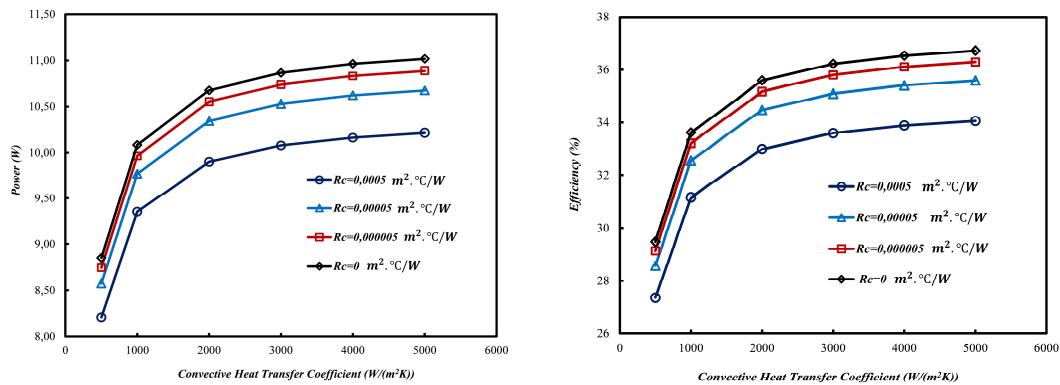 11,50
11,00
10,50
10,00
9,50
9,00
8,50
8,00
Power (W)
Rc=0,0005 m².°C/W
Rc=0,00005 m².°C/W
Rc=0,000005 m².°C/W
Rc=0 m².°C/W
0 1000 2000 3000 4000 5000 6000
Convective Heat Transfer Coefficient (W/(m²K))
38
36
34
32
30
28
26
Efficiency (%)
Rc=0,0005 m².°C/W
Rc=0,00005 m².°C/W
Rc=0,000005 m².°C/W
Rc−0 m².°C/W
0 1000 2000 3000 4000 5000 6000
Convective Heat Transfer Coefficient (W/(m²K))